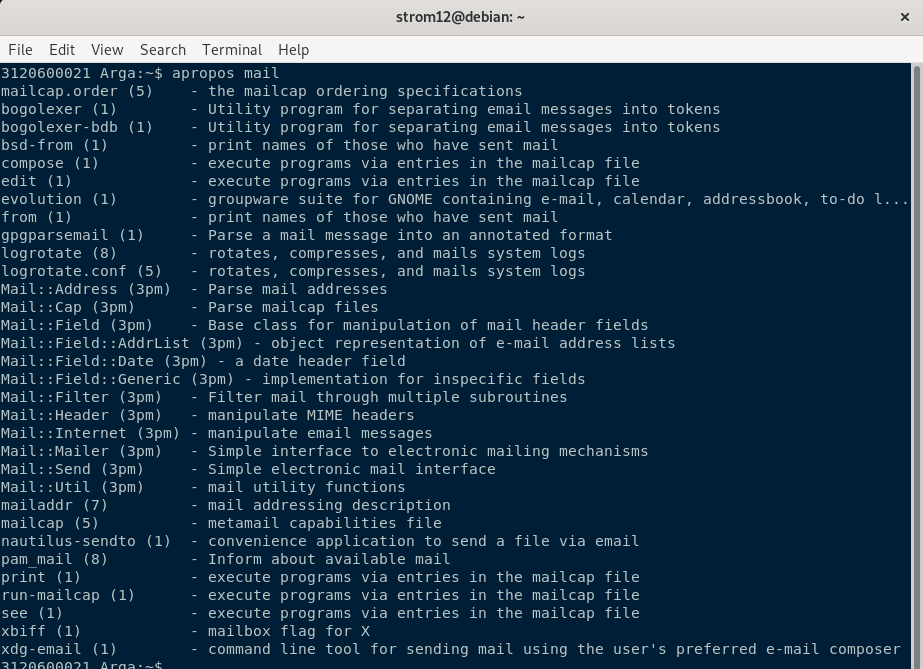 strom12@debian: ~
File Edit View Search Terminal Help
3120600021 Arga:~$ apropos mail
mailcap.order (5)    - the mailcap ordering specifications
bogolexer (1)        - Utility program for separating email messages into tokens
bogolexer-bdb (1)    - Utility program for separating email messages into tokens
bsd-from (1)         - print names of those who have sent mail
compose (1)          - execute programs via entries in the mailcap file
edit (1)             - execute programs via entries in the mailcap file
evolution (1)        - groupware suite for GNOME containing e-mail, calendar, addressbook, to-do l...
from (1)             - print names of those who have sent mail
gpgparsemail (1)     - Parse a mail message into an annotated format
logrotate (8)        - rotates, compresses, and mails system logs
logrotate.conf (5)   - rotates, compresses, and mails system logs
Mail::Address (3pm)  - Parse mail addresses
Mail::Cap (3pm)      - Parse mailcap files
Mail::Field (3pm)    - Base class for manipulation of mail header fields
Mail::Field::AddrList (3pm) - object representation of e-mail address lists
Mail::Field::Date (3pm) - a date header field
Mail::Field::Generic (3pm) - implementation for inspecific fields
Mail::Filter (3pm)   - Filter mail through multiple subroutines
Mail::Header (3pm)   - manipulate MIME headers
Mail::Internet (3pm) - manipulate email messages
Mail::Mailer (3pm)   - Simple interface to electronic mailing mechanisms
Mail::Send (3pm)     - Simple electronic mail interface
Mail::Util (3pm)     - mail utility functions
mailaddr (7)         - mail addressing description
mailcap (5)          - metamail capabilities file
nautilus-sendto (1)  - convenience application to send a file via email
pam_mail (8)         - Inform about available mail
print (1)            - execute programs via entries in the mailcap file
run-mailcap (1)      - execute programs via entries in the mailcap file
see (1)              - execute programs via entries in the mailcap file
xbiff (1)            - mailbox flag for X
xdg-email (1)        - command line tool for sending mail using the user's preferred e-mail composer
3120600021 Arga:~$